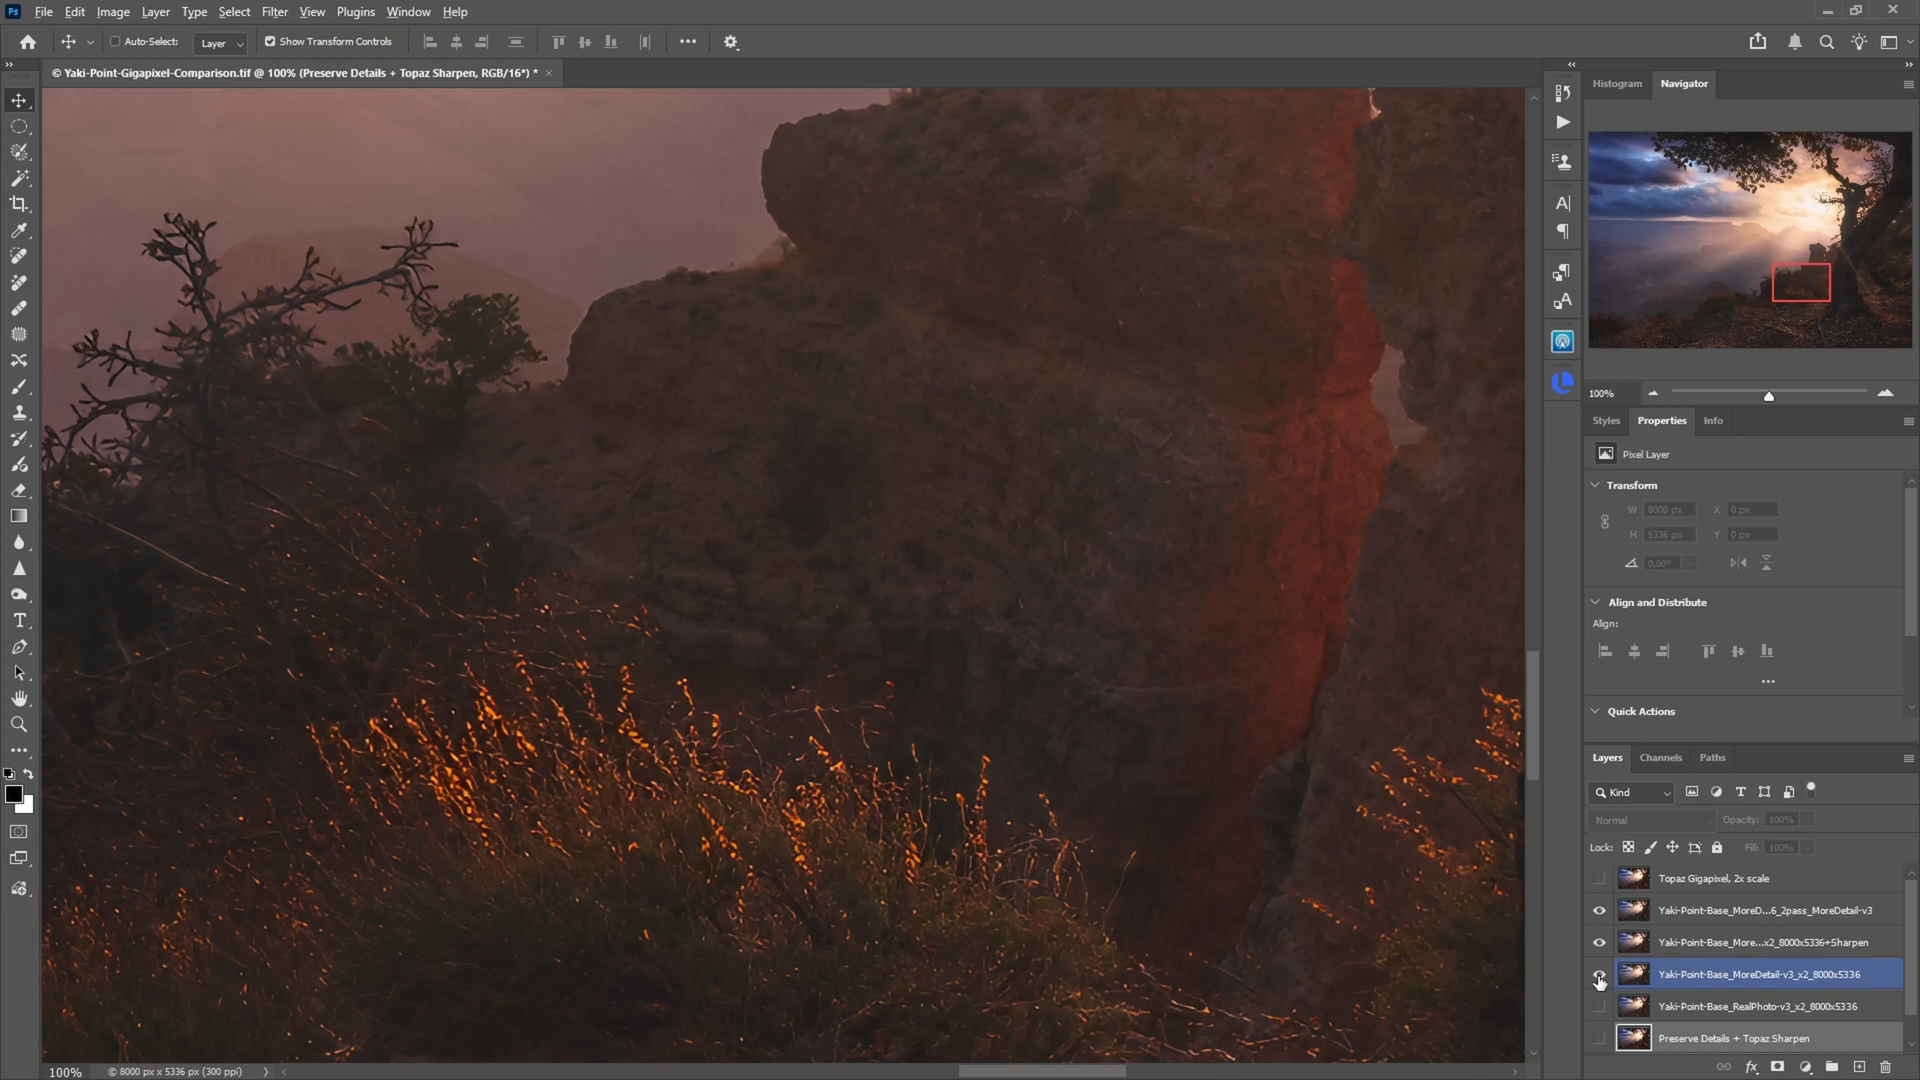 Ps File Edit Image Layer Type Select Filter View Plugins Window Help
Auto-Select: Layer Show Transform Controls
© Yaki-Point-Gigapixel-Comparison.tif @ 100% (Preserve Details + Topaz Sharpen, RGB/16*) *
Histogram Navigator
100%
Styles Properties Info
Pixel Layer
Transform
W 8000 px X 0 px
H 5336 px Y 0 px
0.00°
Align and Distribute
Align:
Quick Actions
Layers Channels Paths
Kind
Normal Opacity: 100%
Lock: Fill: 100%
Topaz Gigapixel, 2x scale
Yaki-Point-Base_MoreD...6_2pass_MoreDetail-v3
Yaki-Point-Base_More...x2_8000x5336+Sharpen
Yaki-Point-Base_MoreDetail-v3_x2_8000x5336
Yaki-Point-Base_RealPhoto-v3_x2_8000x5336
Preserve Details + Topaz Sharpen
100% © 8000 px x 5336 px (300 ppi)